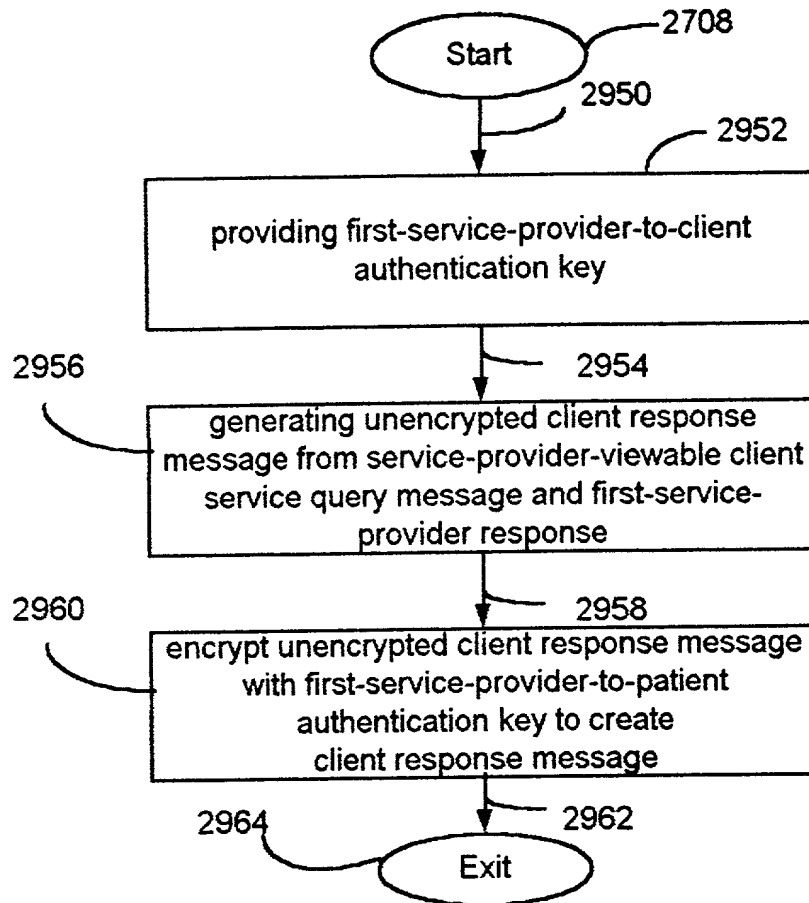 2708
Start
2950
2952
providing first-service-provider-to-client
authentication key
2954
2956
generating unencrypted client response
message from service-provider-viewable client
service query message and first-service-
provider response
2958
2960
encrypt unencrypted client response message
with first-service-provider-to-patient
authentication key to create
client response message
2962
2964
Exit